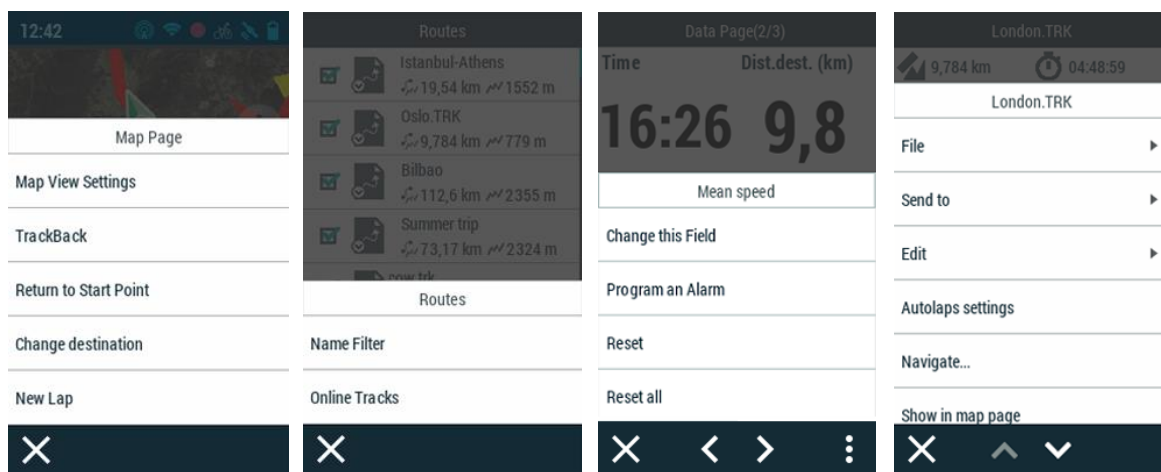 12:42
Map Page
Map View Settings
TrackBack
Return to Start Point
Change destination
New Lap
Routes
Istanbul-Athens
19,54 km 1552 m
Oslo.TRK
9,784 km 779 m
Bilbao
112,6 km 2355 m
Summer trip
73,17 km 2324 m
cow.trk
Routes
Name Filter
Online Tracks
Data Page(2/3)
Time Dist.dest. (km)
16:26 9,8
Mean speed
Change this Field
Program an Alarm
Reset
Reset all
London.TRK
9,784 km 04:48:59
London.TRK
File
Send to
Edit
Autolaps settings
Navigate...
Show in map page